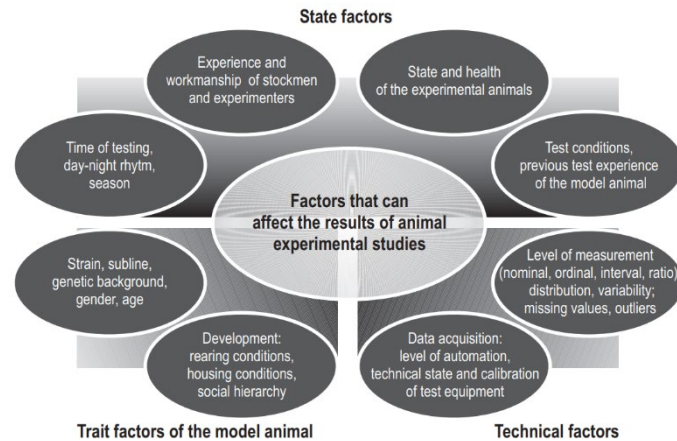 State factors
Experience and
workmanship of stockmen
and experimenters
State and health
of the experimental animals
Time of testing,
day-night rhytm,
season
Test conditions,
previous test experience
of the model animal
Factors that can
affect the results of animal
experimental studies
Strain, subline,
genetic background,
gender, age
Level of measurement
(nominal, ordinal, interval, ratio)
distribution, variability;
missing values, outliers
Development:
rearing conditions,
housing conditions,
social hierarchy
Data acquisition:
level of automation,
technical state and calibration
of test equipment
Trait factors of the model animal
Technical factors